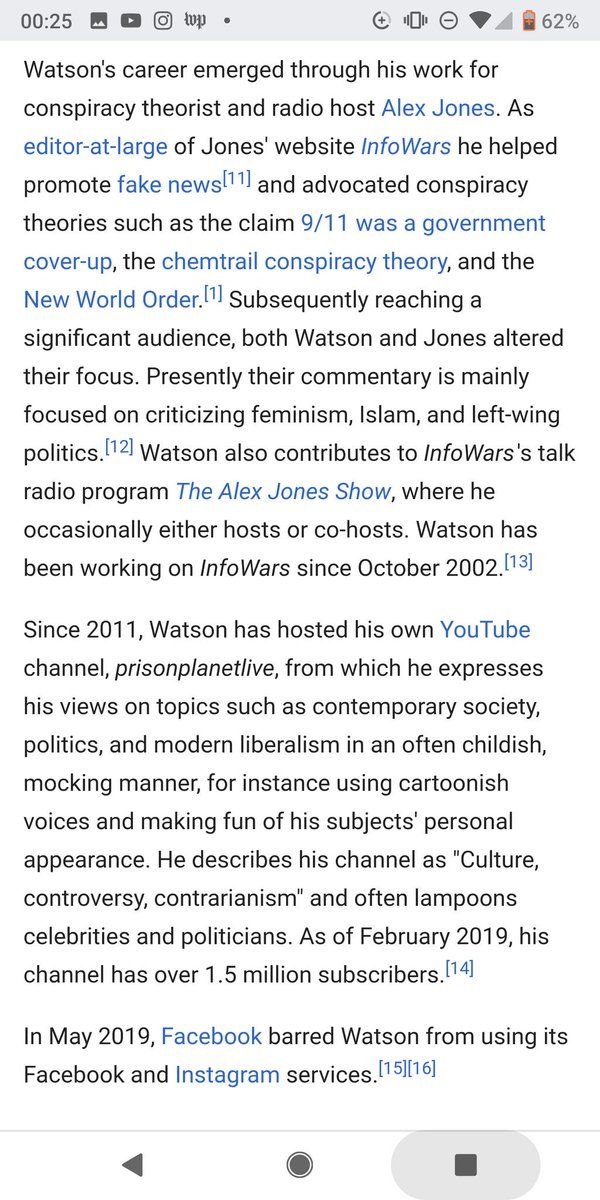 00:25 wp • 62%
Watson's career emerged through his work for
conspiracy theorist and radio host Alex Jones. As
editor-at-large of Jones' website InfoWars he helped
promote fake news[11] and advocated conspiracy
theories such as the claim 9/11 was a government
cover-up, the chemtrail conspiracy theory, and the
New World Order.[1] Subsequently reaching a
significant audience, both Watson and Jones altered
their focus. Presently their commentary is mainly
focused on criticizing feminism, Islam, and left-wing
politics.[12] Watson also contributes to InfoWars's talk
radio program The Alex Jones Show, where he
occasionally either hosts or co-hosts. Watson has
been working on InfoWars since October 2002.[13]
Since 2011, Watson has hosted his own YouTube
channel, prisonplanetlive, from which he expresses
his views on topics such as contemporary society,
politics, and modern liberalism in an often childish,
mocking manner, for instance using cartoonish
voices and making fun of his subjects' personal
appearance. He describes his channel as "Culture,
controversy, contrarianism" and often lampoons
celebrities and politicians. As of February 2019, his
channel has over 1.5 million subscribers.[14]
In May 2019, Facebook barred Watson from using its
Facebook and Instagram services.[15][16]